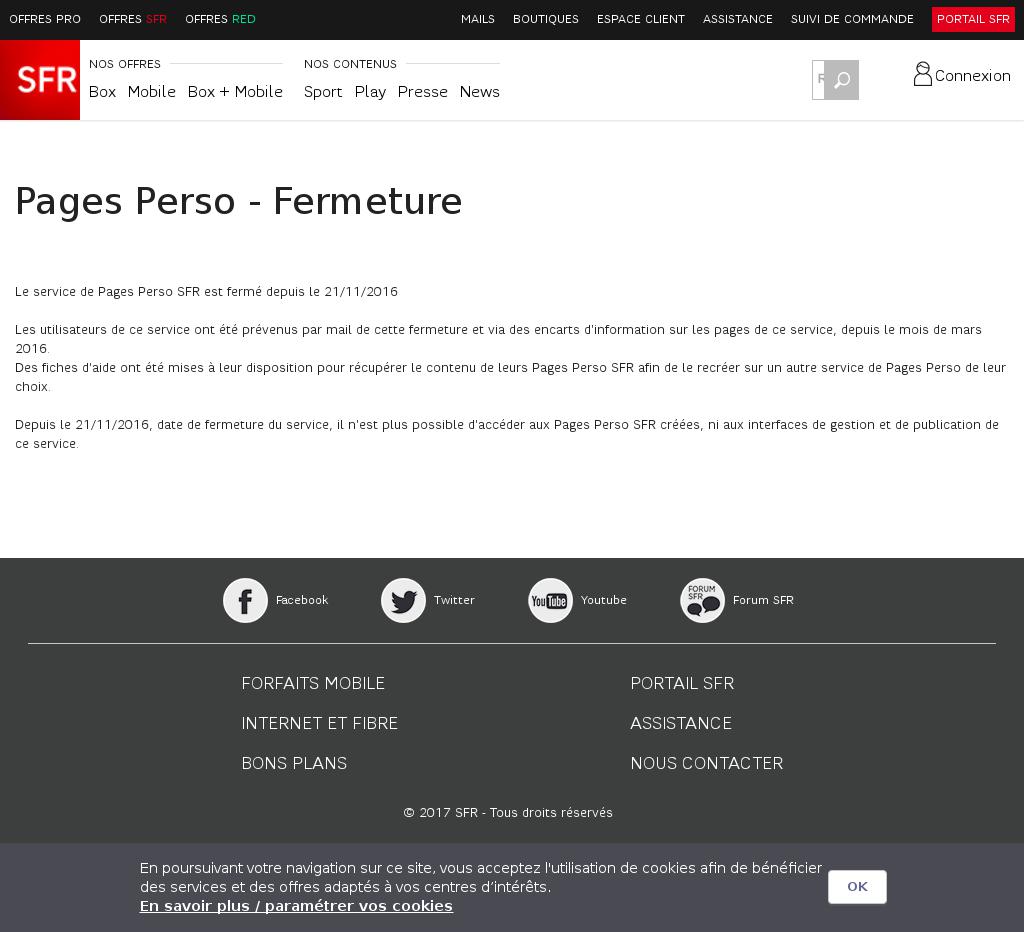 OFFRES PRO OFFRES SFR OFFRES RED MAILS BOUTIQUES ESPACE CLIENT ASSISTANCE SUIVI DE COMMANDE PORTAIL SFR
SFR
NOS OFFRES NOS CONTENUS
Box Mobile Box + Mobile Sport Play Presse News
Connexion
Pages Perso - Fermeture
Le service de Pages Perso SFR est fermé depuis le 21/11/2016
Les utilisateurs de ce service ont été prévenus par mail de cette fermeture et via des encarts d'information sur les pages de ce service, depuis le mois de mars
2016.
Des fiches d'aide ont été mises à leur disposition pour récupérer le contenu de leurs Pages Perso SFR afin de le recréer sur un autre service de Pages Perso de leur
choix.
Depuis le 21/11/2016, date de fermeture du service, il n'est plus possible d'accéder aux Pages Perso SFR créées, ni aux interfaces de gestion et de publication de
ce service.
Facebook Twitter You Tube Youtube FORUM SFR Forum SFR
FORFAITS MOBILE PORTAIL SFR
INTERNET ET FIBRE ASSISTANCE
BONS PLANS NOUS CONTACTER
© 2017 SFR - Tous droits réservés
En poursuivant votre navigation sur ce site, vous acceptez l'utilisation de cookies afin de bénéficier
des services et des offres adaptés à vos centres d’intérêts.
OK
En savoir plus / paramétrer vos cookies